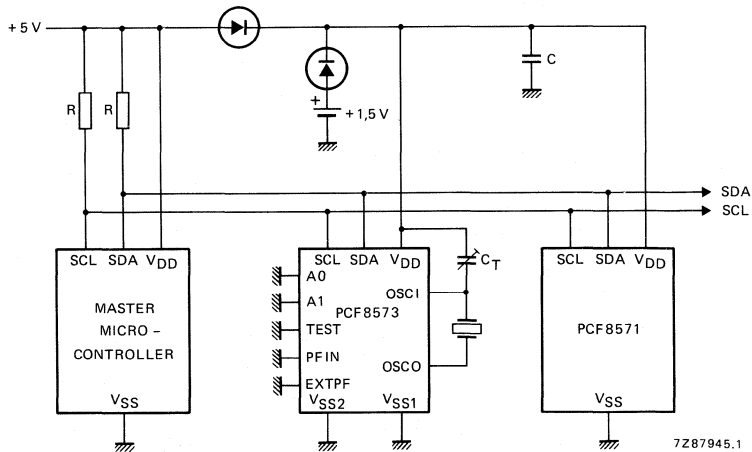 +5 V
C
+
+1,5 V
R
R
SDA
SCL
SCL SDA VDD
SCL SDA VDD
SCL SDA VDD
CT
A0
A1
TEST
PFIN
EXTPF
OSCI
PCF8573
OSCO
MASTER
MICRO –
CONTROLLER
PCF8571
VSS
VSS2 VSS1
VSS
7Z87945.1